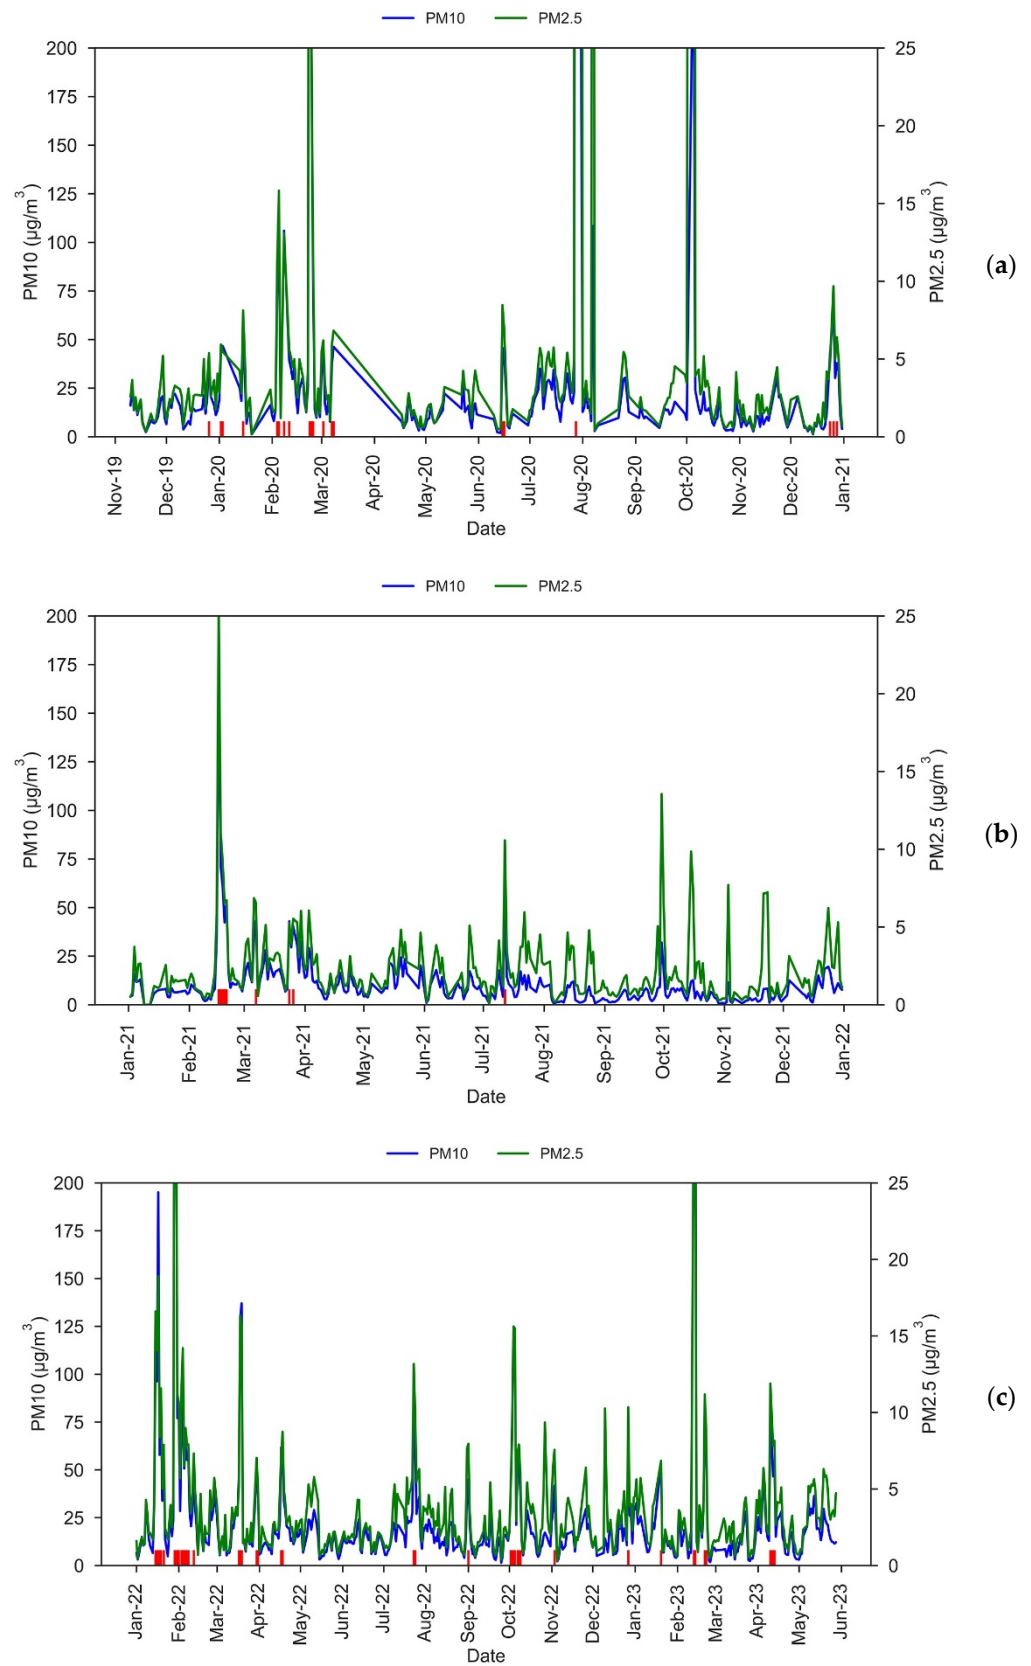 PM10 PM2.5
200 25
175
150 20
125 15
100
75 10
50 5
25
0 0
PM10 (µg/m³)
PM2.5 (µg/m³)
(a)
Nov-19 Dec-19 Jan-20 Feb-20 Mar-20 Apr-20 May-20 Jun-20 Jul-20 Aug-20 Sep-20 Oct-20 Nov-20 Dec-20 Jan-21
Date
PM10 PM2.5
200 25
175
150 20
125 15
100
75 10
50 5
25
0 0
PM10 (µg/m³)
PM2.5 (µg/m³)
(b)
Jan-21 Feb-21 Mar-21 Apr-21 May-21 Jun-21 Jul-21 Aug-21 Sep-21 Oct-21 Nov-21 Dec-21 Jan-22
Date
PM10 PM2.5
200 25
175
150 20
125 15
100
75 10
50 5
25
0 0
PM10 (µg/m³)
PM2.5 (µg/m³)
(c)
Jan-22 Feb-22 Mar-22 Apr-22 May-22 Jun-22 Jul-22 Aug-22 Sep-22 Oct-22 Nov-22 Dec-22 Jan-23 Feb-23 Mar-23 Apr-23 May-23 Jun-23
Date